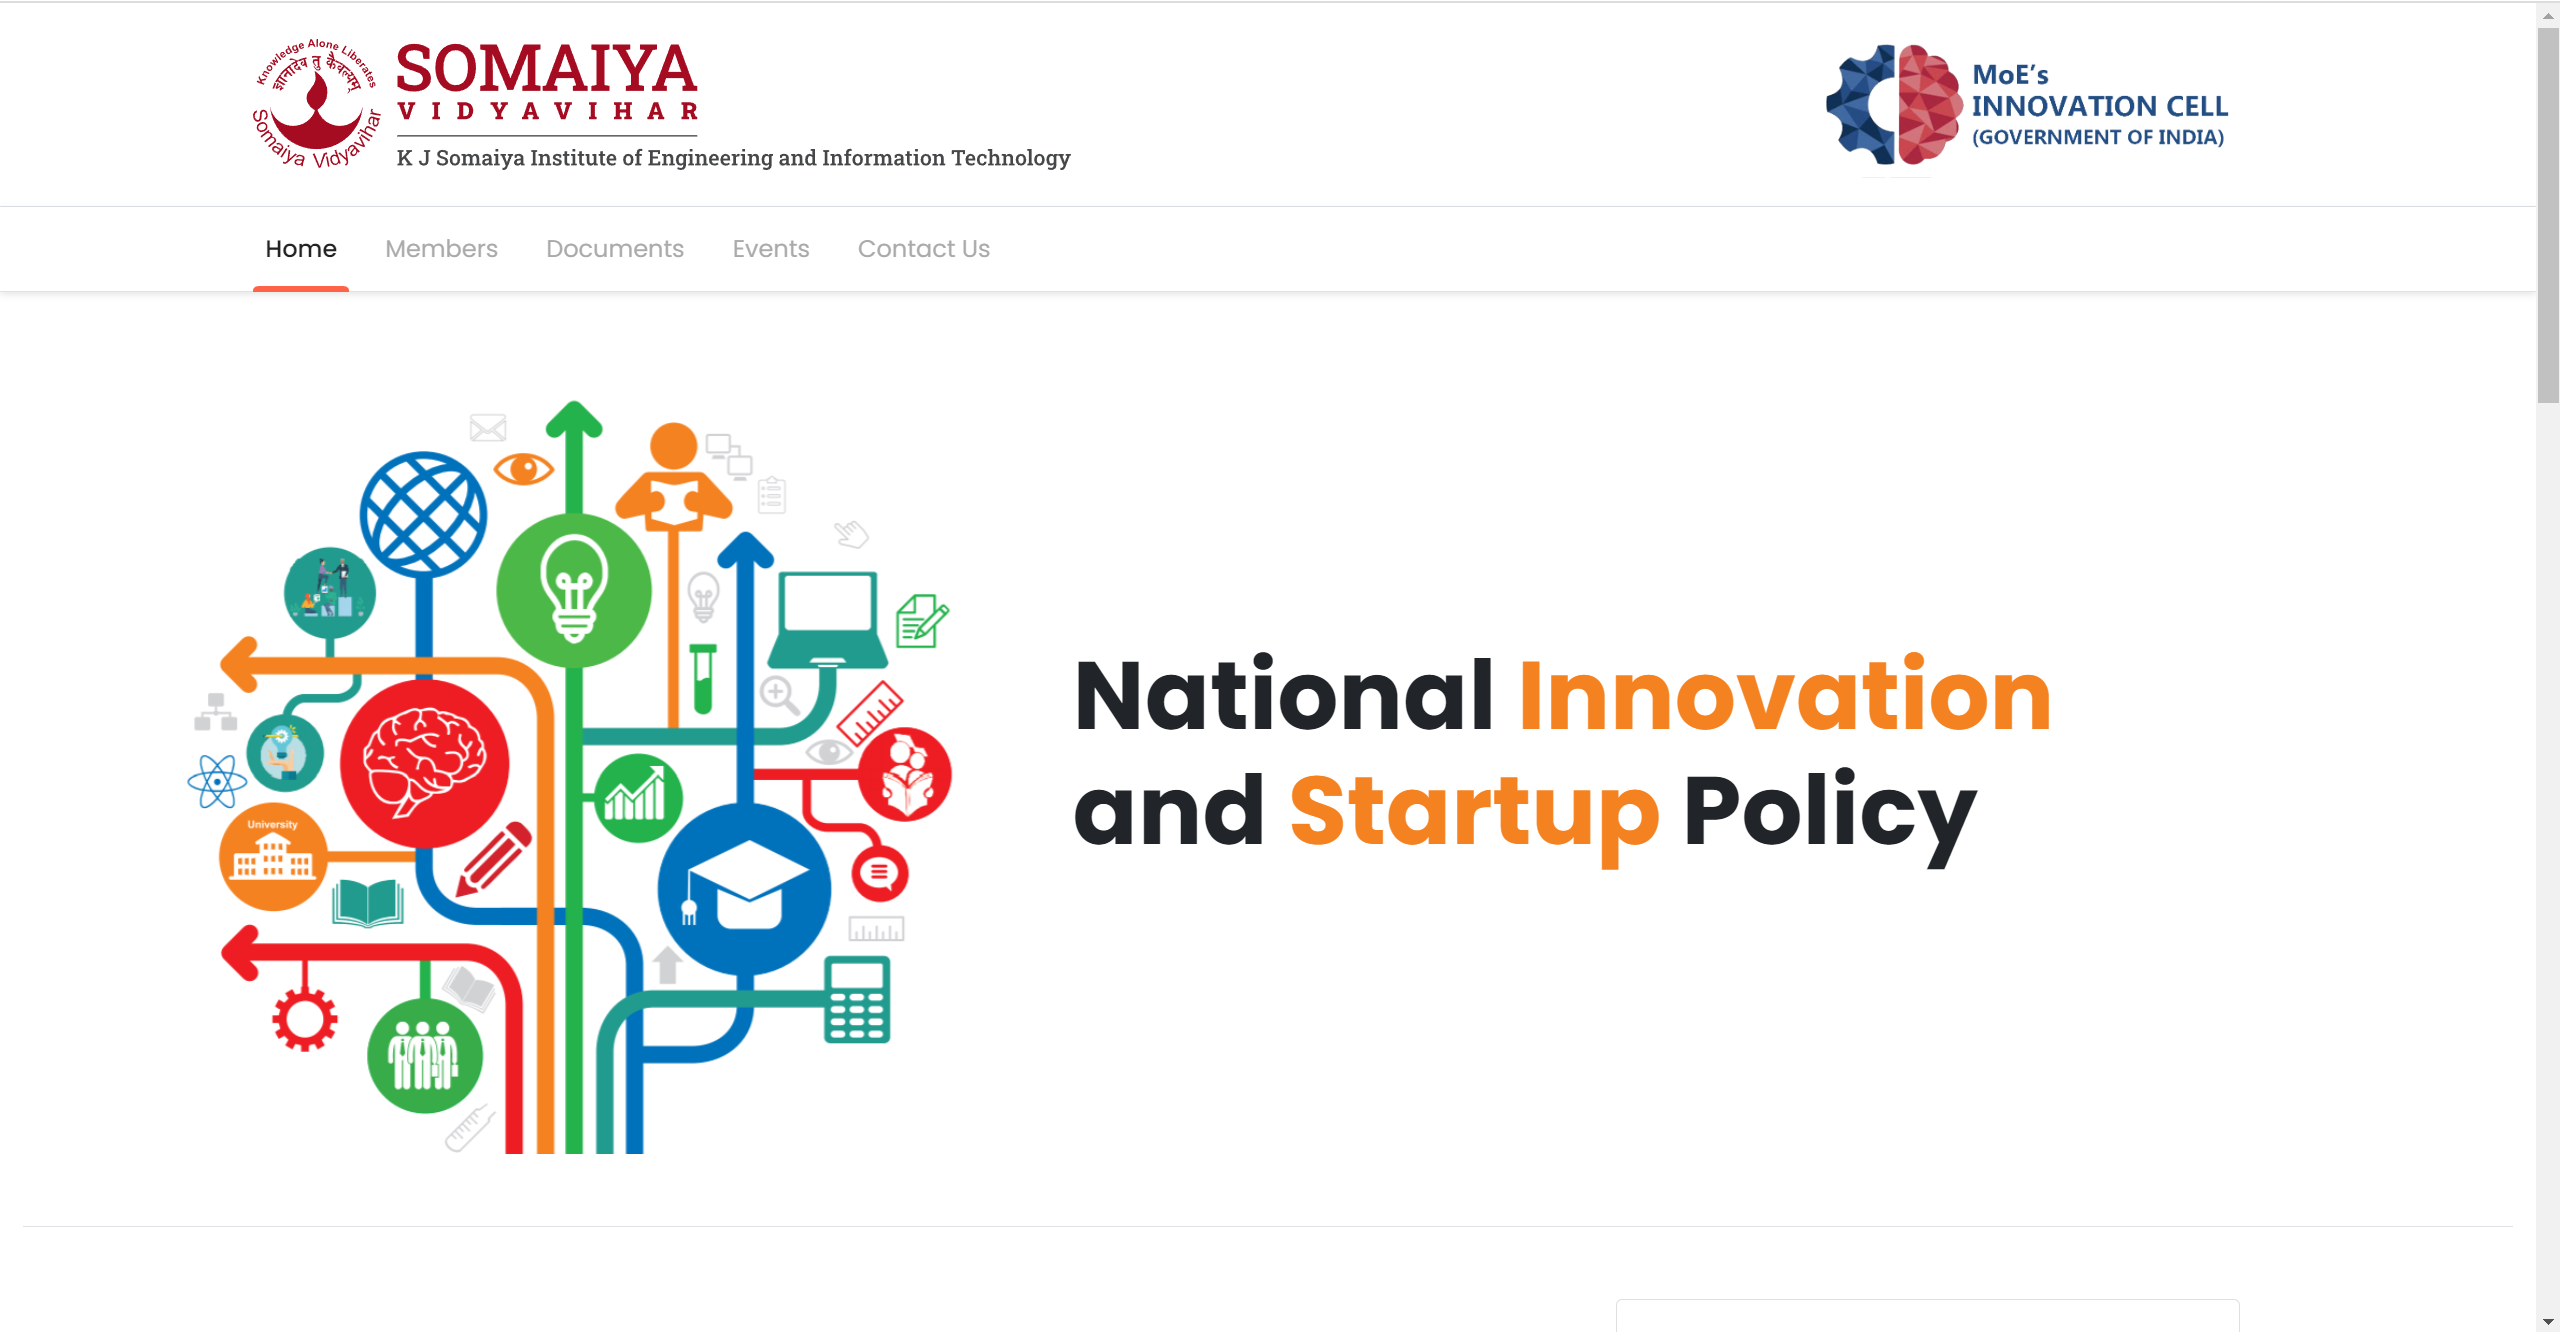 Knowledge Alone Liberates
ज्ञानादेव तु कैवल्यम्
Somaiya Vidyavihar
SOMAIYA
VIDYAVIHAR
K J Somaiya Institute of Engineering and Information Technology
MoE's
INNOVATION CELL
(GOVERNMENT OF INDIA)
Home Members Documents Events Contact Us
University
National Innovation
and Startup Policy